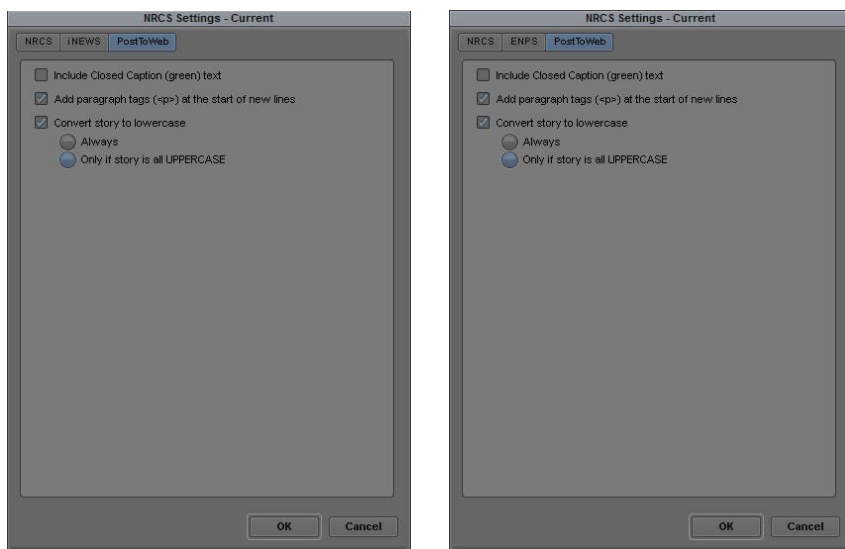 NRCS Settings - Current
NRCS iNEWS PostToWeb
Include Closed Caption (green) text
Add paragraph tags (<p>) at the start of new lines
Convert story to lowercase
Always
Only if story is all UPPERCASE
OK Cancel
NRCS Settings - Current
NRCS ENPS PostToWeb
Include Closed Caption (green) text
Add paragraph tags (<p>) at the start of new lines
Convert story to lowercase
Always
Only if story is all UPPERCASE
OK Cancel